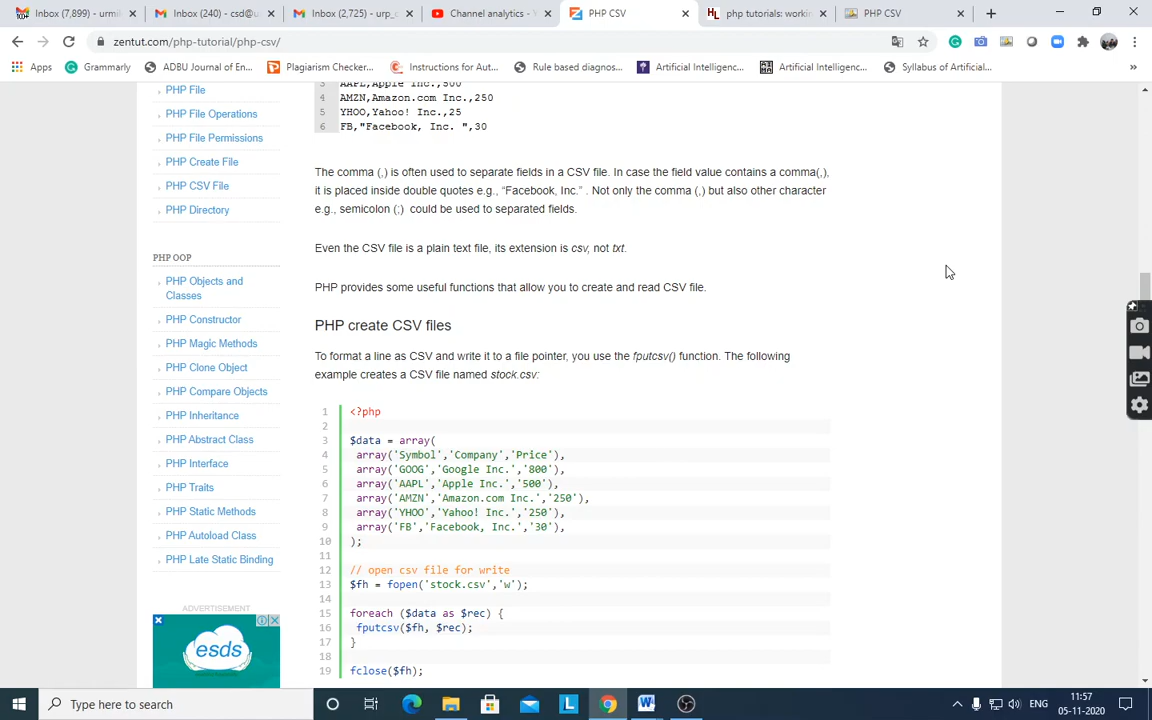 Inbox (7,899) - urmil
Inbox (240) - csd@u
Inbox (2,725) - urp_c
Channel analytics - Y
PHP CSV
php tutorials: workin
PHP CSV
zentut.com/php-tutorial/php-csv/
Apps
Grammarly
ADBU Journal of En...
Plagiarism Checker...
Instructions for Aut...
Rule based diagnos...
Artificial Intelligenc...
Artificial Intelligenc...
Syllabus of Artificial...
PHP File
PHP File Operations
PHP File Permissions
PHP Create File
PHP CSV File
PHP Directory
PHP OOP
PHP Objects and
Classes
PHP Constructor
PHP Magic Methods
PHP Clone Object
PHP Compare Objects
PHP Inheritance
PHP Abstract Class
PHP Interface
PHP Traits
PHP Static Methods
PHP Autoload Class
PHP Late Static Binding
ADVERTISEMENT
esds
AAPL,Apple Inc.,500
4 AMZN,Amazon.com Inc.,250
5 YHOO,Yahoo! Inc.,25
6 FB,"Facebook, Inc. ",30
The comma (,) is often used to separate fields in a CSV file. In case the field value contains a comma(,),
it is placed inside double quotes e.g., “Facebook, Inc.” . Not only the comma (,) but also other character
e.g., semicolon (;) could be used to separated fields.
Even the CSV file is a plain text file, its extension is csv, not txt.
PHP provides some useful functions that allow you to create and read CSV file.
PHP create CSV files
To format a line as CSV and write it to a file pointer, you use the fputcsv() function. The following
example creates a CSV file named stock.csv:
1 <?php
2
3 $data = array(
4 array('Symbol','Company','Price'),
5 array('GOOG','Google Inc.','800'),
6 array('AAPL','Apple Inc.','500'),
7 array('AMZN','Amazon.com Inc.','250'),
8 array('YHOO','Yahoo! Inc.','250'),
9 array('FB','Facebook, Inc.','30'),
10 );
11
12 // open csv file for write
13 $fh = fopen('stock.csv','w');
14
15 foreach ($data as $rec) {
16 fputcsv($fh, $rec);
17 }
18
19 fclose($fh);
Type here to search
ENG
11:57
05-11-2020